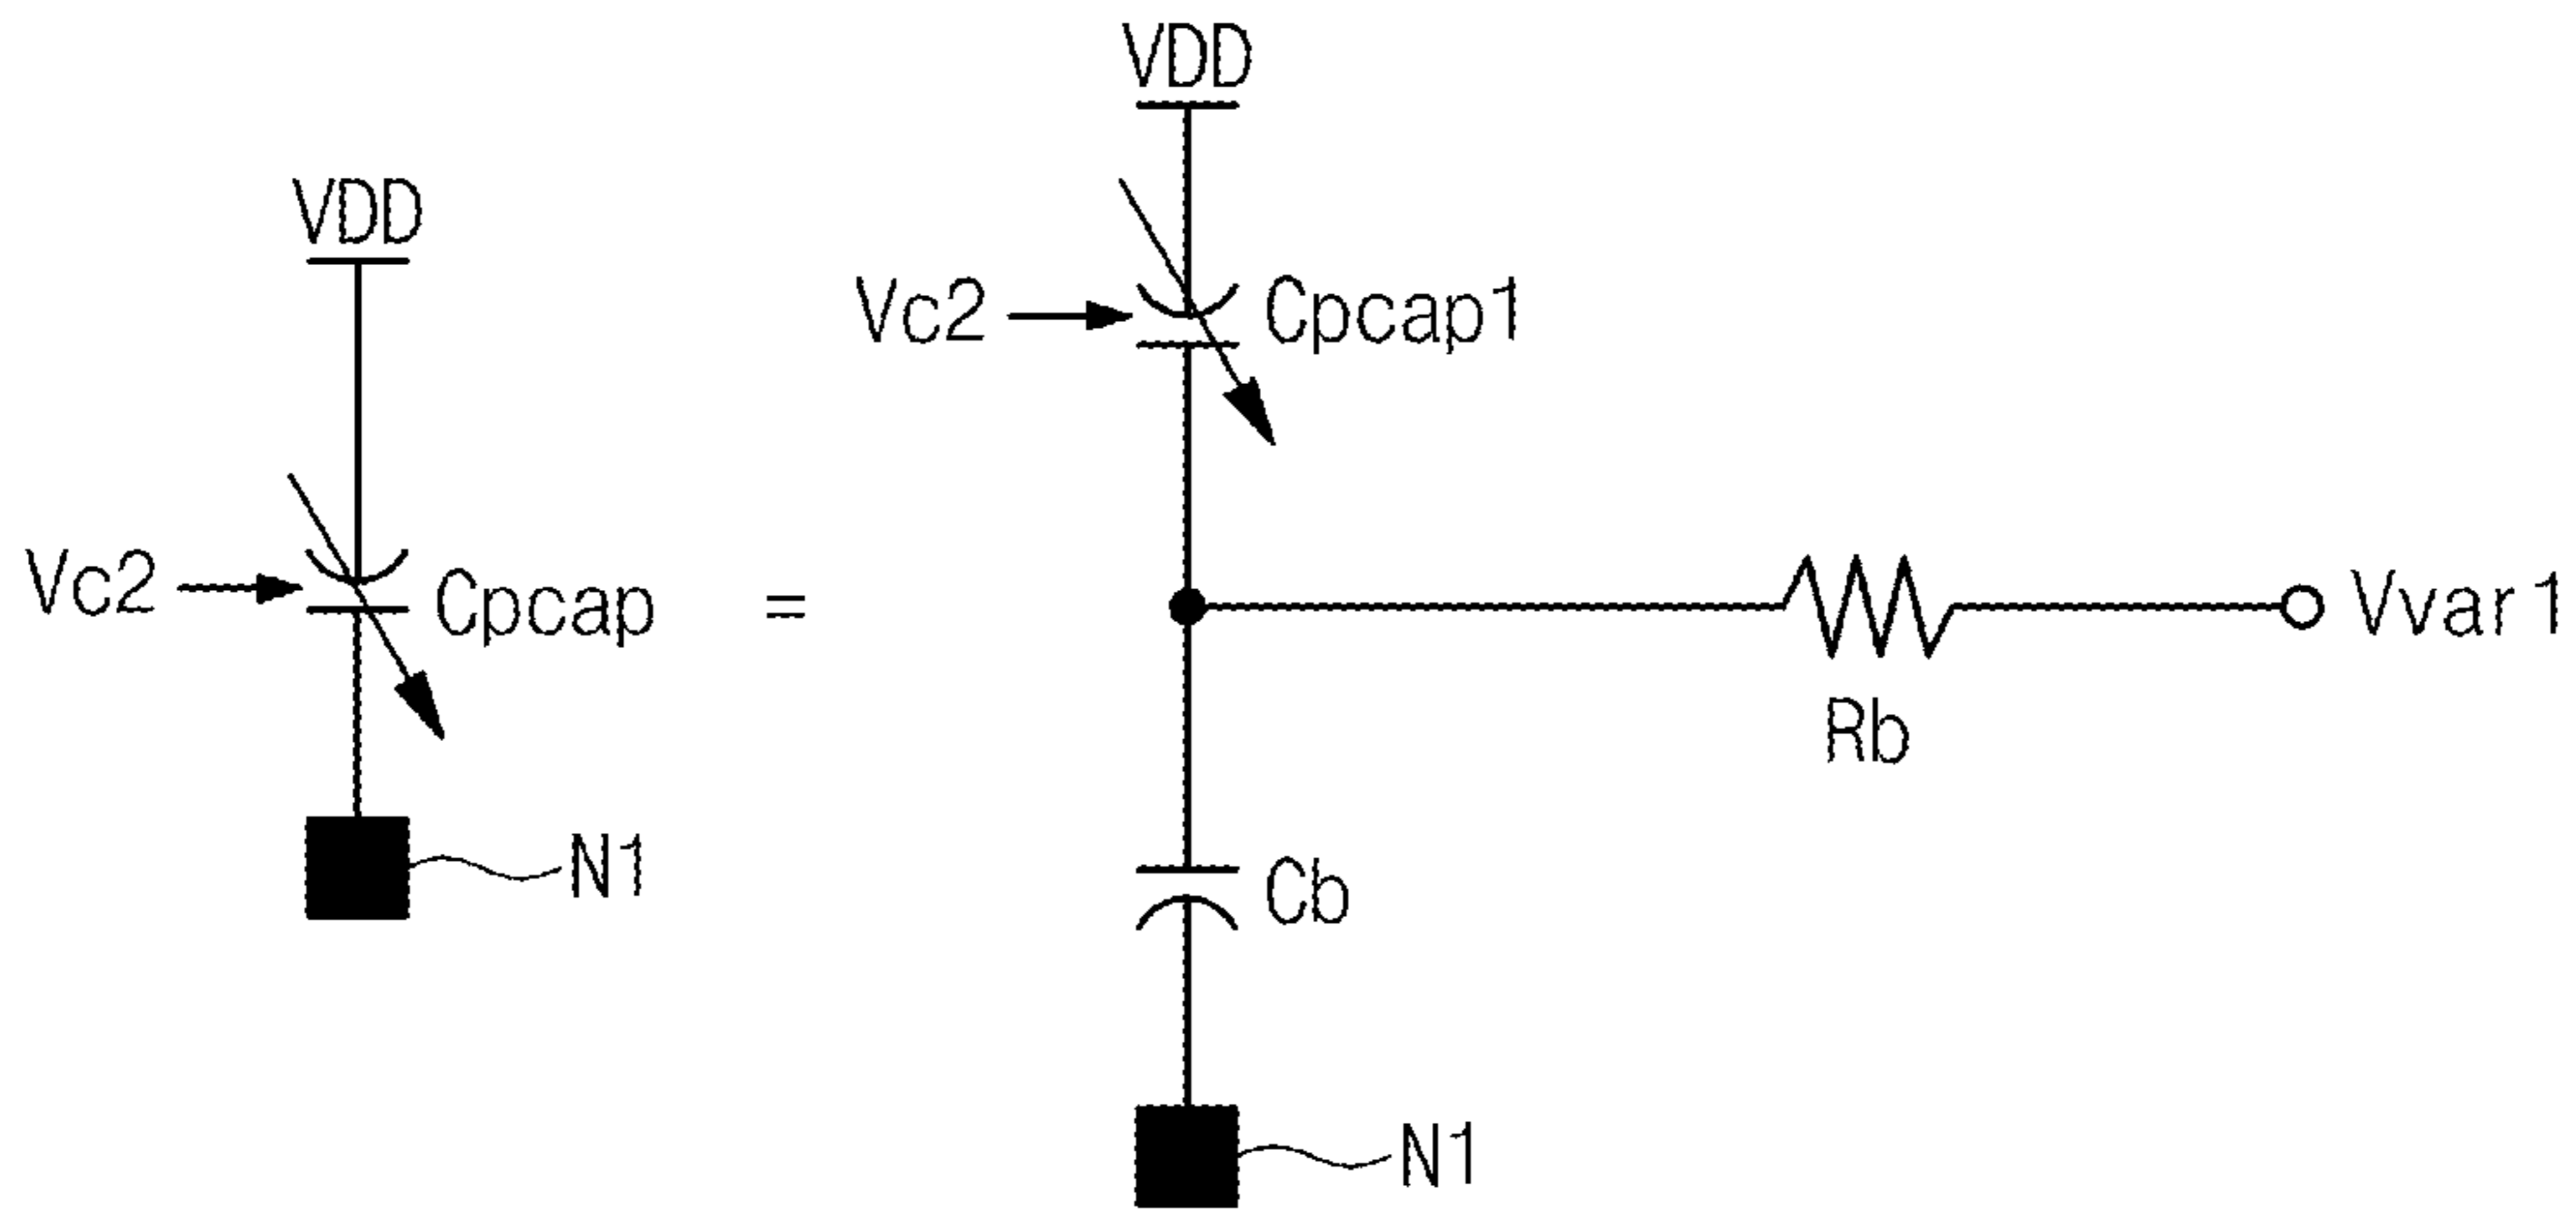 VDD
Vc2
Cpcap
N1
=
VDD
Vc2
Cpcap1
Rb
Vvar1
Cb
N1